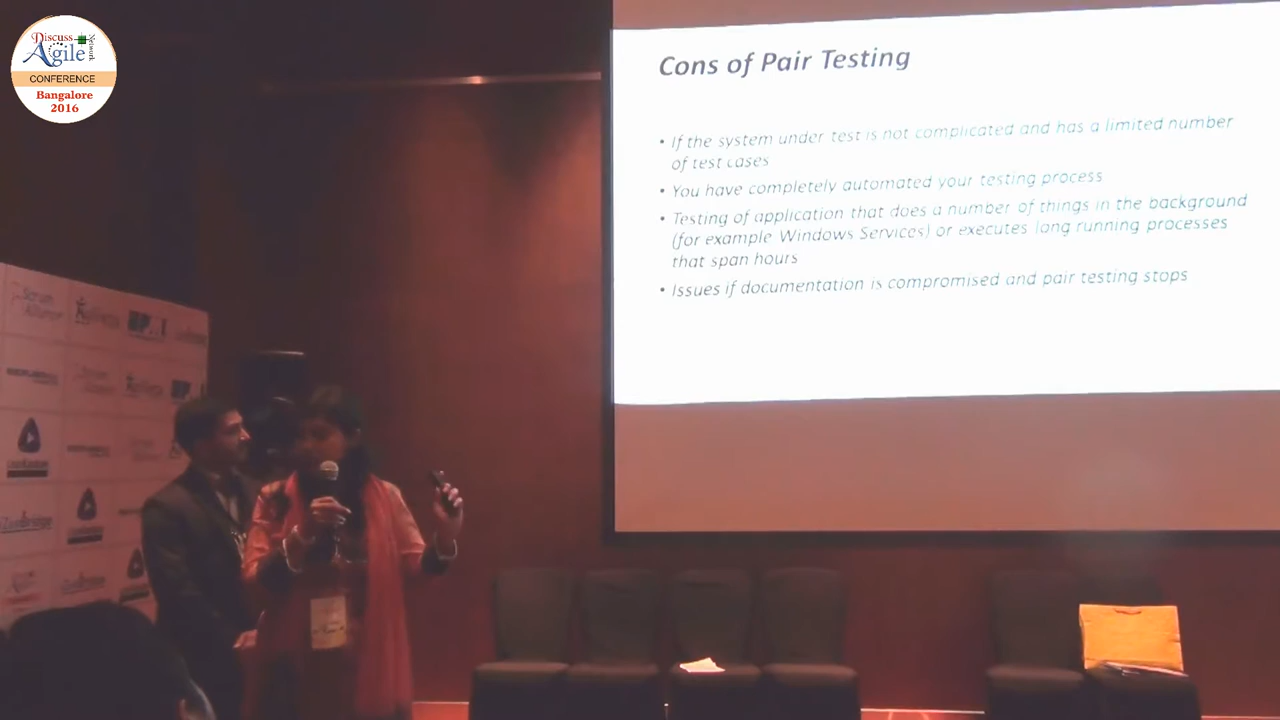 Discuss
Agile
Network
CONFERENCE
Bangalore
2016
Cons of Pair Testing
• If the system under test is not complicated and has a limited number
of test cases
• You have completely automated your testing process
• Testing of application that does a number of things in the background
(for example Windows Services) or executes long running processes
that span hours
• Issues if documentation is compromised and pair testing stops
Scrum
Alliance